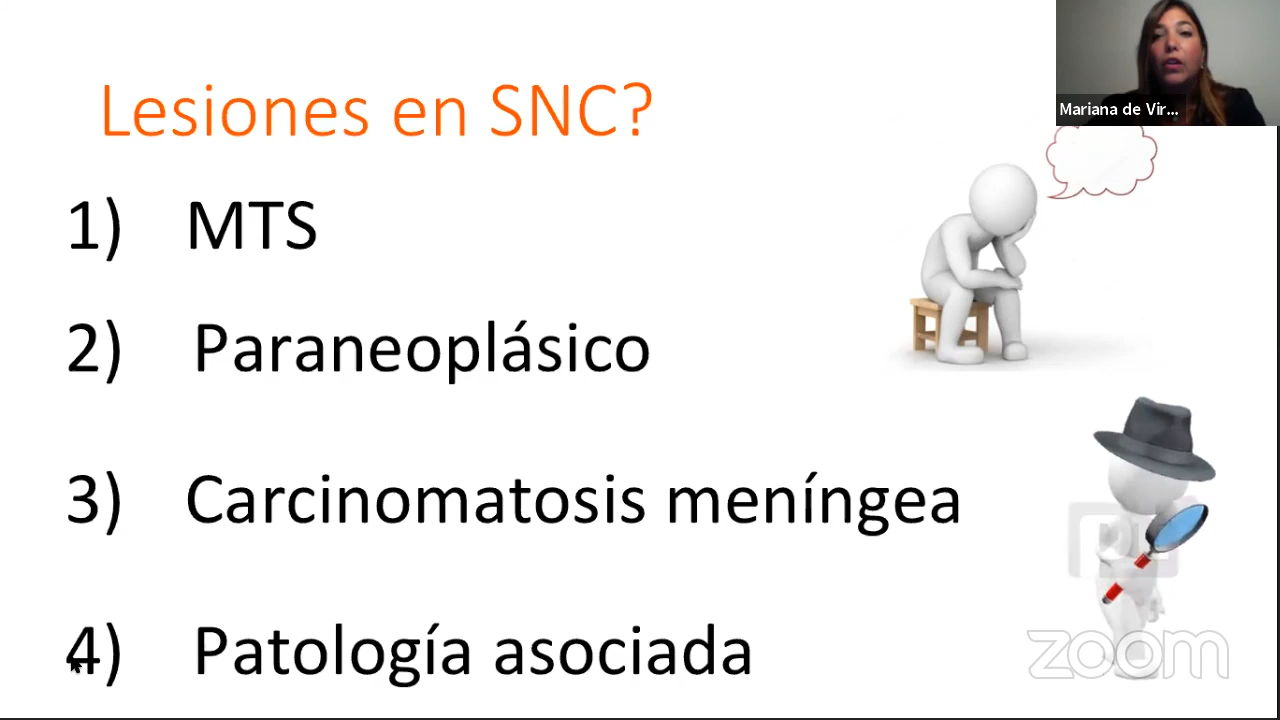 Lesiones en SNC?
Mariana de Vir...
1) MTS
2) Paraneoplásico
3) Carcinomatosis meníngea
4) Patología asociada
zoom